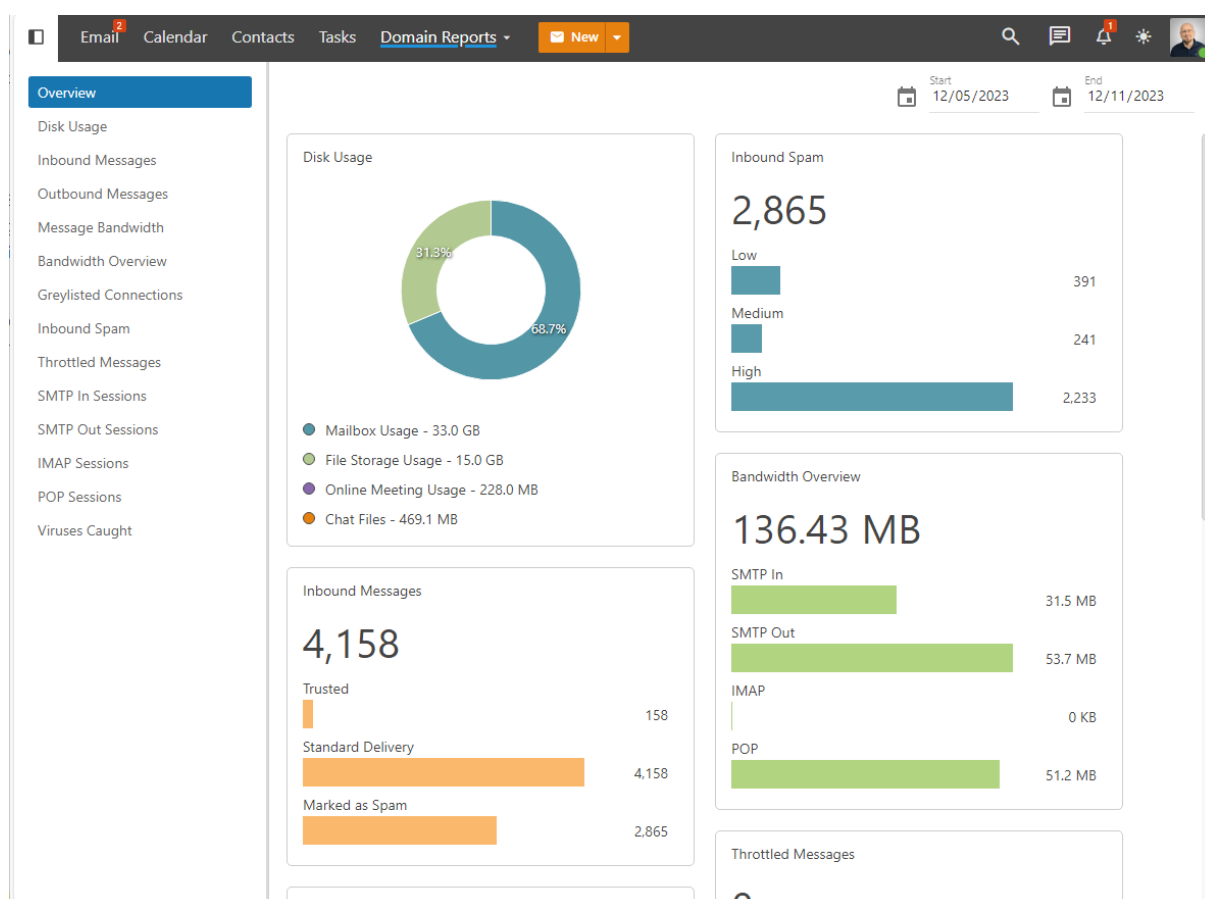 Email 2 Calendar Contacts Tasks Domain Reports New 1
Overview
Disk Usage
Inbound Messages
Outbound Messages
Message Bandwidth
Bandwidth Overview
Greylisted Connections
Inbound Spam
Throttled Messages
SMTP In Sessions
SMTP Out Sessions
IMAP Sessions
POP Sessions
Viruses Caught
Start
12/05/2023
End
12/11/2023
Disk Usage
31.3%
68.7%
Mailbox Usage - 33.0 GB
File Storage Usage - 15.0 GB
Online Meeting Usage - 228.0 MB
Chat Files - 469.1 MB
Inbound Messages
4,158
Trusted
158
Standard Delivery
4,158
Marked as Spam
2,865
Inbound Spam
2,865
Low
391
Medium
241
High
2,233
Bandwidth Overview
136.43 MB
SMTP In
31.5 MB
SMTP Out
53.7 MB
IMAP
0 KB
POP
51.2 MB
Throttled Messages